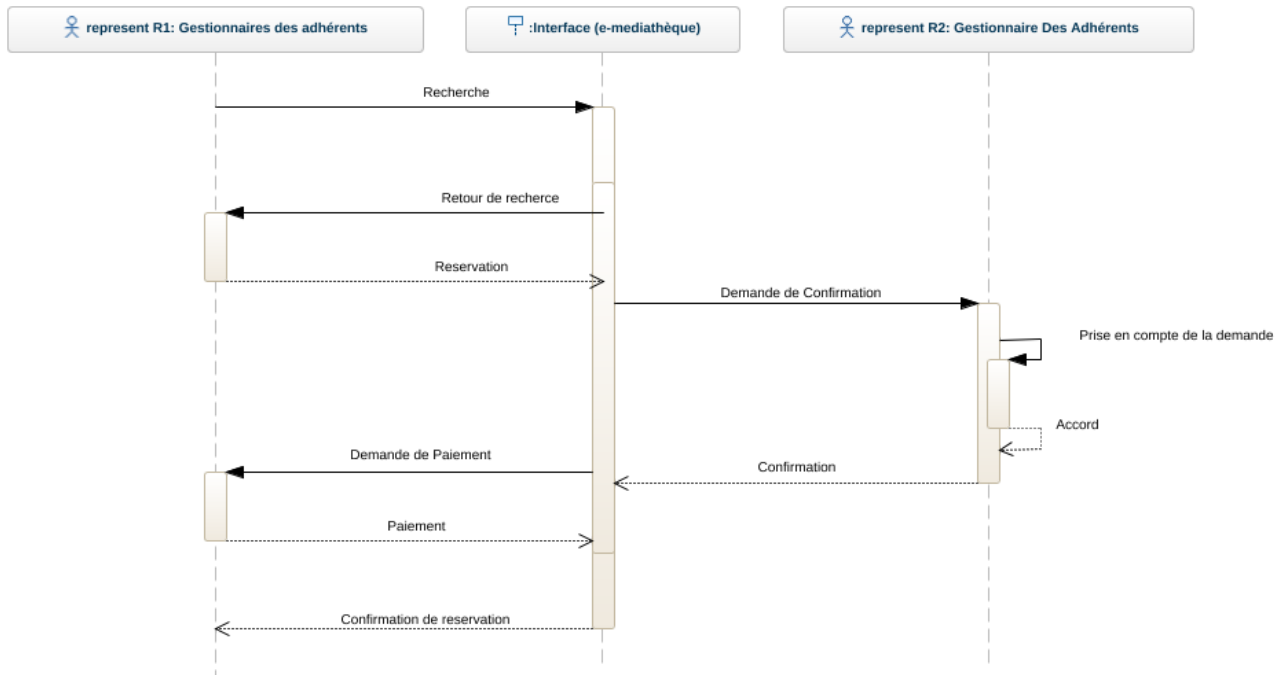 represent R1: Gestionnaires des adhérents
:Interface (e-mediathèque)
represent R2: Gestionnaire Des Adhérents
Recherche
Retour de recherce
Reservation
Demande de Confirmation
Prise en compte de la demande
Accord
Demande de Paiement
Confirmation
Paiement
Confirmation de reservation